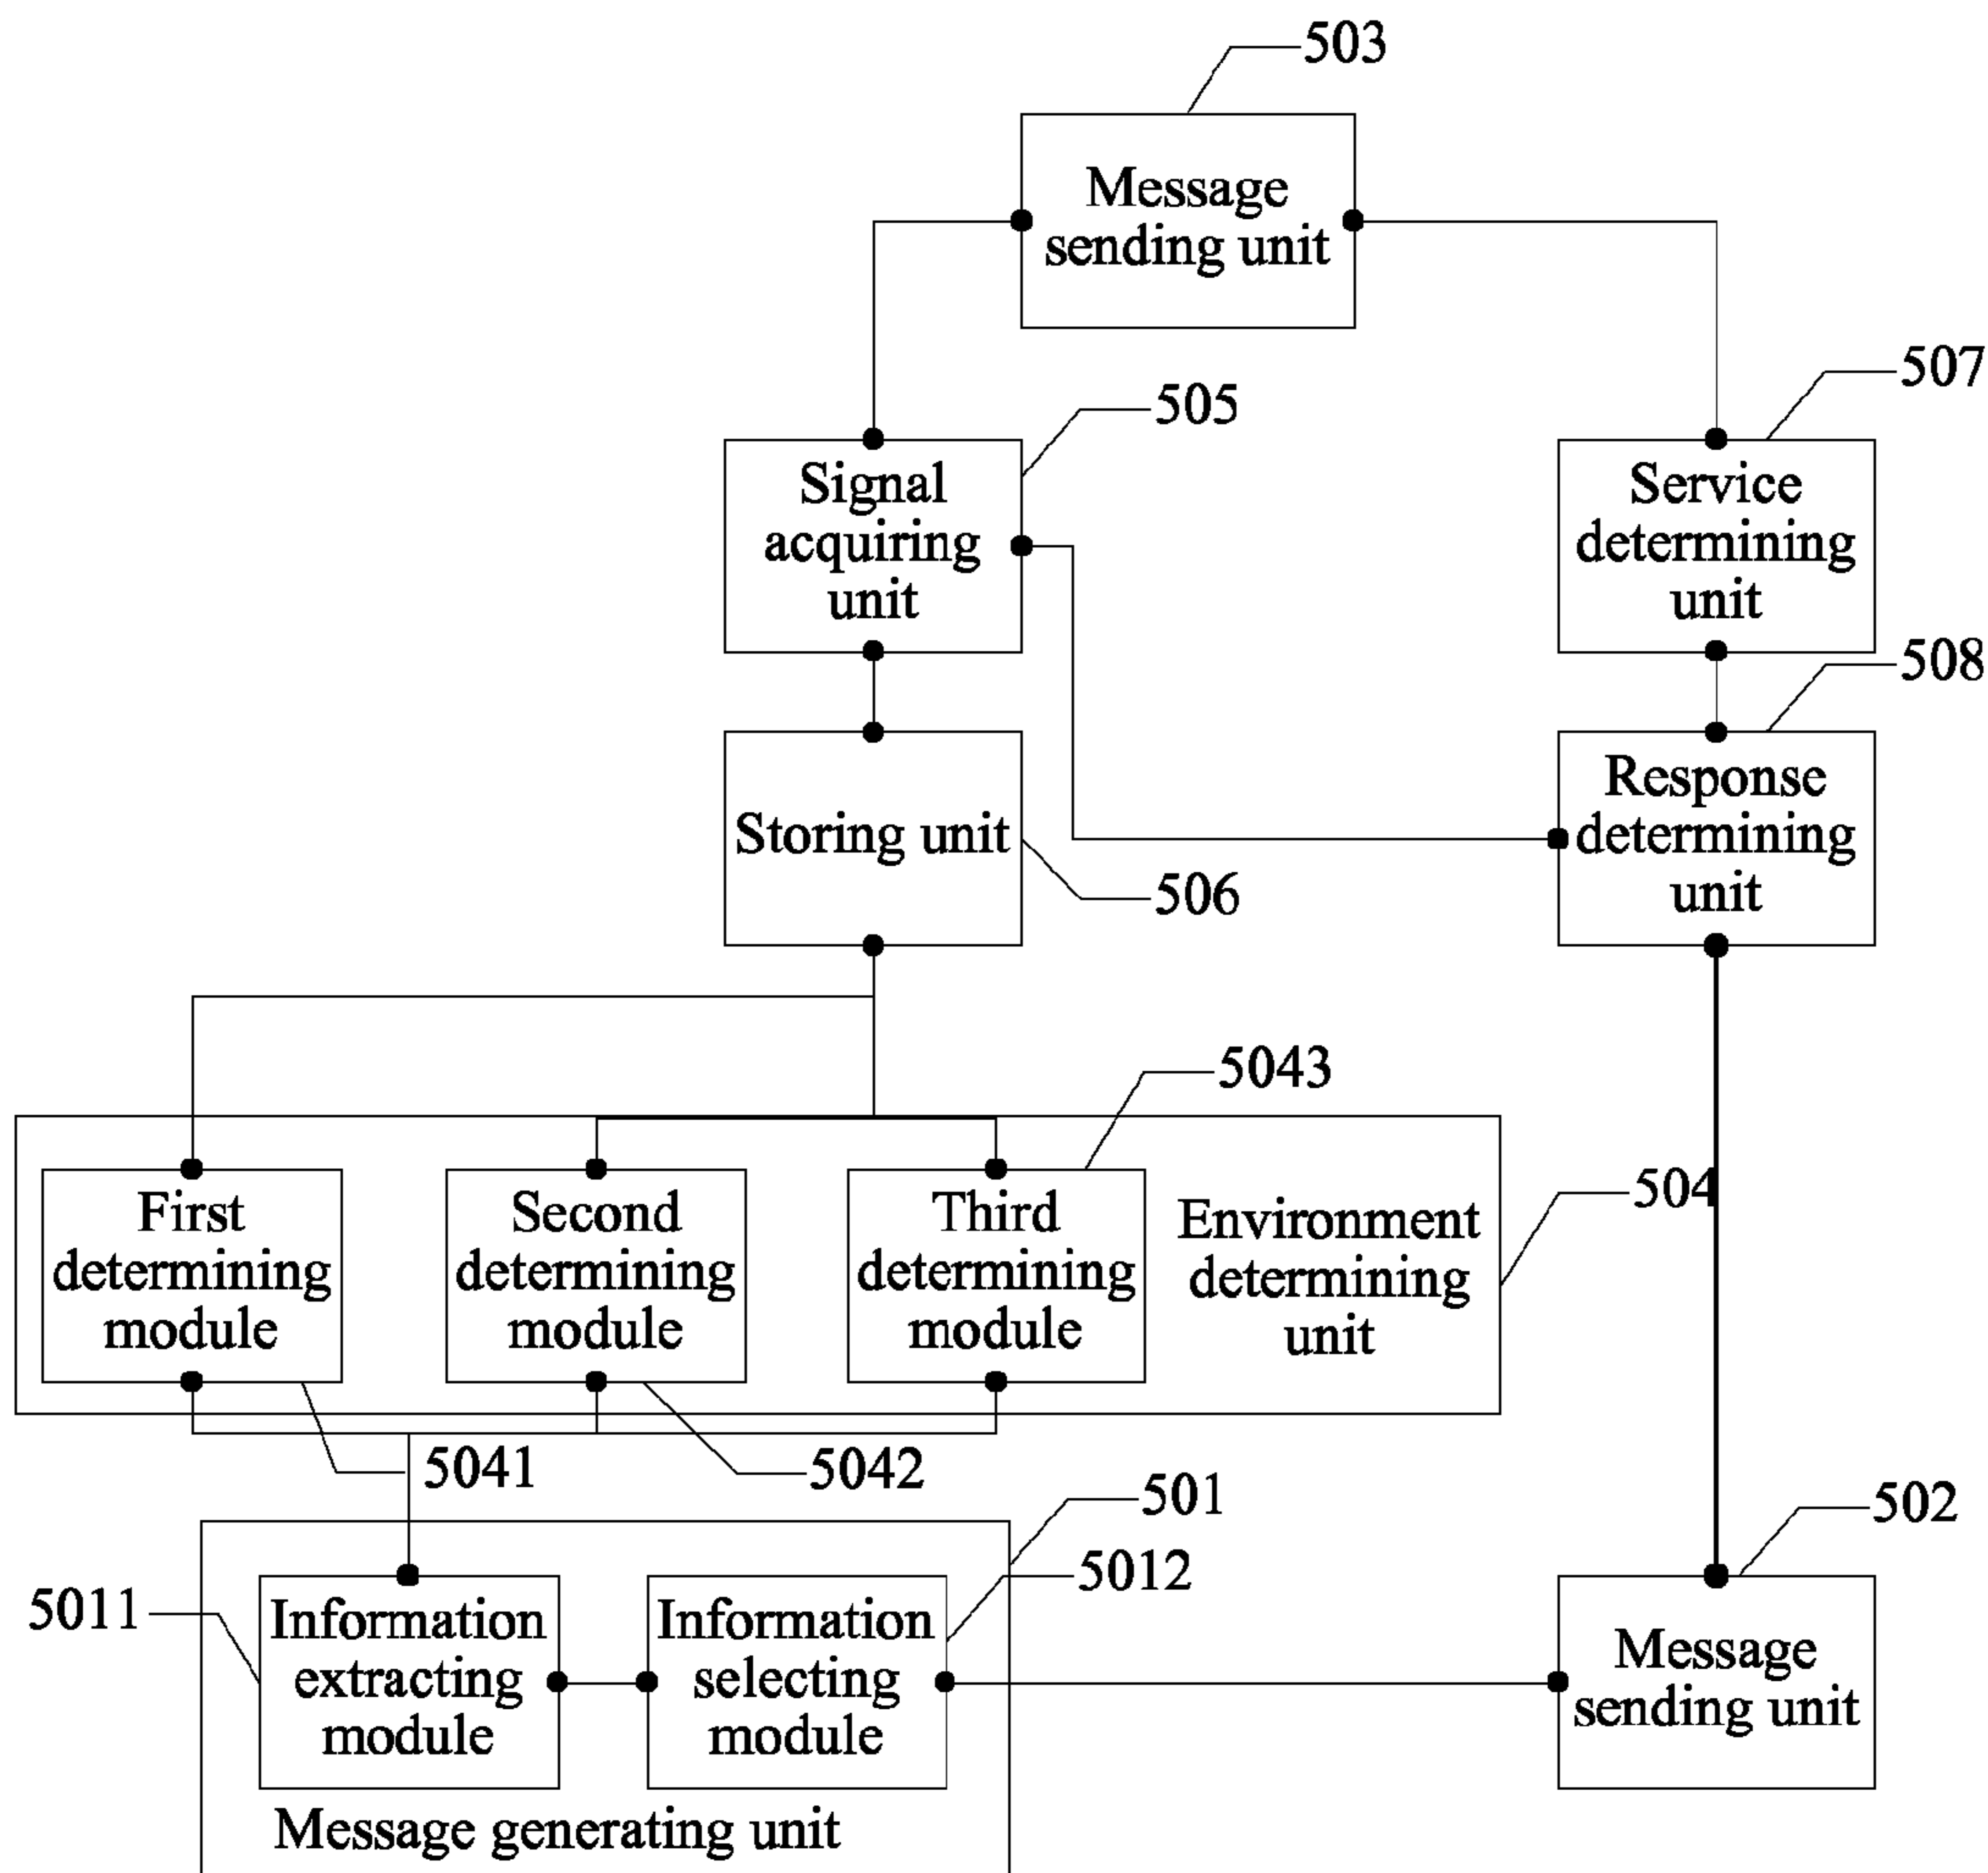 503
Message
sending unit
507
505
Signal
acquiring
unit
Service
determining
unit
508
Storing unit
506
Response
determining
unit
5043
First
determining
module
Second
determining
module
Third
determining
module
Environment
determining
unit
504
5041
5042
501
502
5012
5011
Information
extracting
module
Information
selecting
module
Message
sending unit
Message generating unit